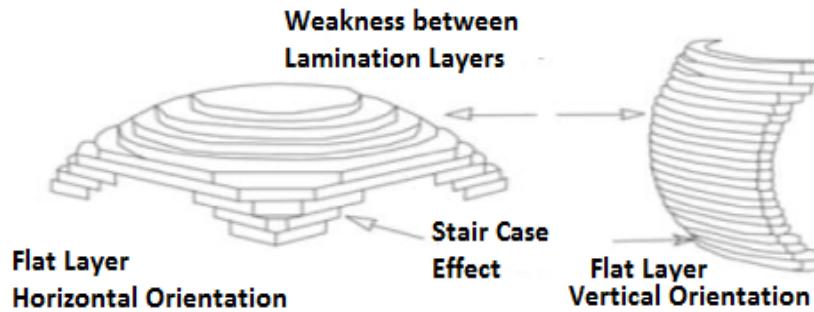 Weakness between
Lamination Layers
Stair Case
Effect
Flat Layer
Horizontal Orientation
Flat Layer
Vertical Orientation